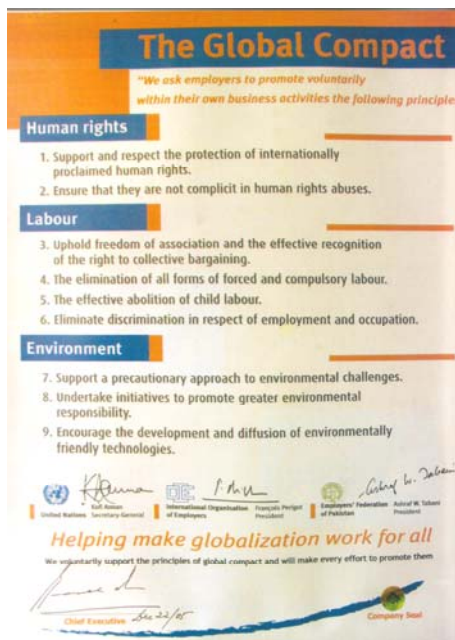 The Global Compact
"We ask employers to promote voluntarily
within their own business activities the following principle
Human rights
1. Support and respect the protection of internationally
proclaimed human rights.
2. Ensure that they are not complicit in human rights abuses.
Labour
3. Uphold freedom of association and the effective recognition
of the right to collective bargaining.
4. The elimination of all forms of forced and compulsory labour.
5. The effective abolition of child labour.
6. Eliminate discrimination in respect of employment and occupation.
Environment
7. Support a precautionary approach to environmental challenges.
8. Undertake initiatives to promote greater environmental
responsibility.
9. Encourage the development and diffusion of environmentally
friendly technologies.
Ashraf W. Tabani
Kofi Annan
United Nations Secretary-General
International Organisation François Perigot
of Employers President
Employers' Federation Ashraf W. Tabani
of Pakistan President
Helping make globalization work for all
We voluntarily support the principles of global compact and will make every effort to promote them
Chief Executive Dec 22/05
Company Seal